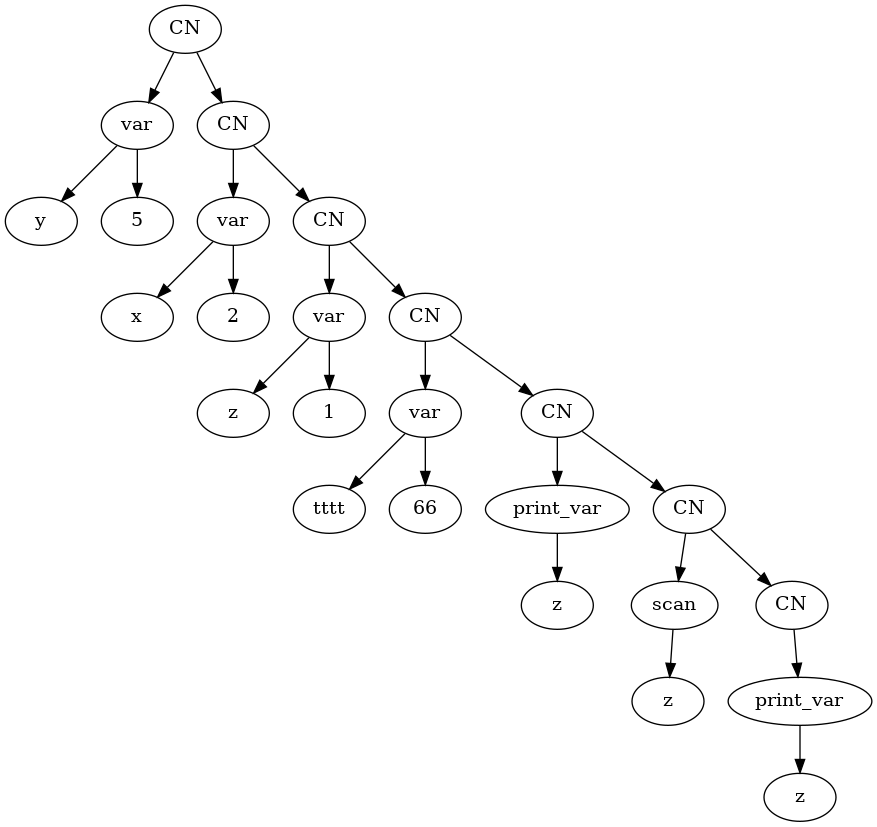 CN
var CN
y 5 var CN
x 2 var CN
z 1 var CN
tttt 66 print_var CN
z scan CN
z print_var
z